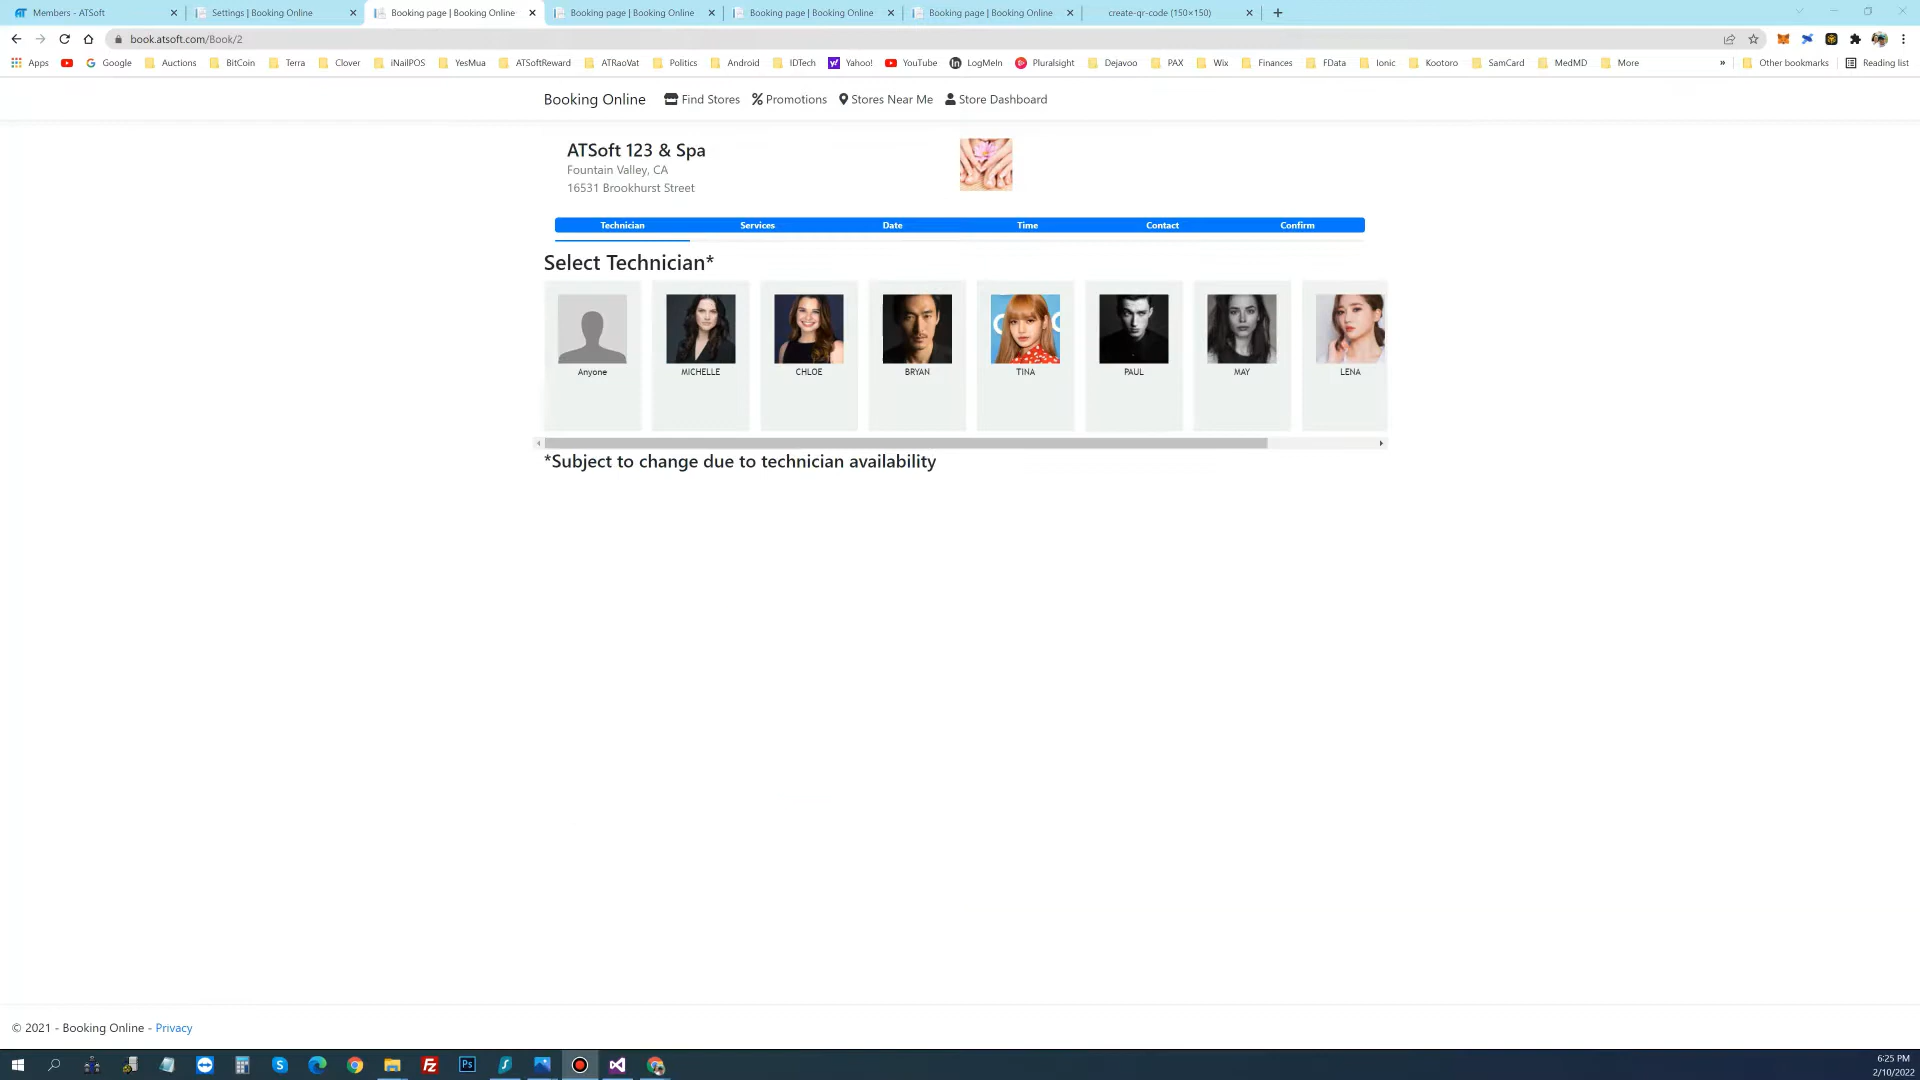 Members - ATSoft
Settings | Booking Online
Booking page | Booking Online
Booking page | Booking Online
Booking page | Booking Online
Booking page | Booking Online
create-qr-code (150×150)
book.atsoft.com/Book/2
Apps
Google
Auctions
BitCoin
Terra
Clover
iNailPOS
YesMua
ATSoftReward
ATRaoVat
Politics
Android
IDTech
Yahoo!
YouTube
LogMeIn
Pluralsight
Dejavoo
PAX
Wix
Finances
FData
Ionic
Kootoro
SamCard
MedMD
More
»
Other bookmarks
Reading list
Booking Online
Find Stores
Promotions
Stores Near Me
Store Dashboard
ATSoft 123 & Spa
Fountain Valley, CA
16531 Brookhurst Street
Technician
Services
Date
Time
Contact
Confirm
Select Technician*
Anyone
MICHELLE
CHLOE
BRYAN
TINA
PAUL
MAY
LENA
*Subject to change due to technician availability
© 2021 - Booking Online - Privacy
6:25 PM
2/10/2022